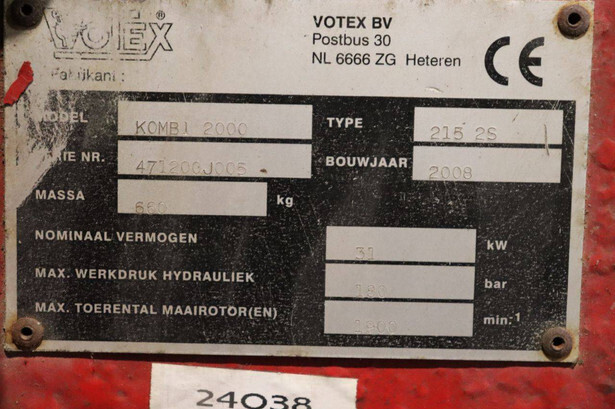 VOTEX
VOTEX BV
Postbus 30
NL 6666 ZG Heteren
CE
Fabrikant :
MODEL KOMBI 2000
TYPE 215 2S
SERIE NR. 471200J005
BOUWJAAR 2008
MASSA kg
NOMINAAL VERMOGEN 31 kW
MAX. WERKDRUK HYDRAULIEK bar
MAX. TOERENTAL MAAIROTOR(EN) min:¹
24038